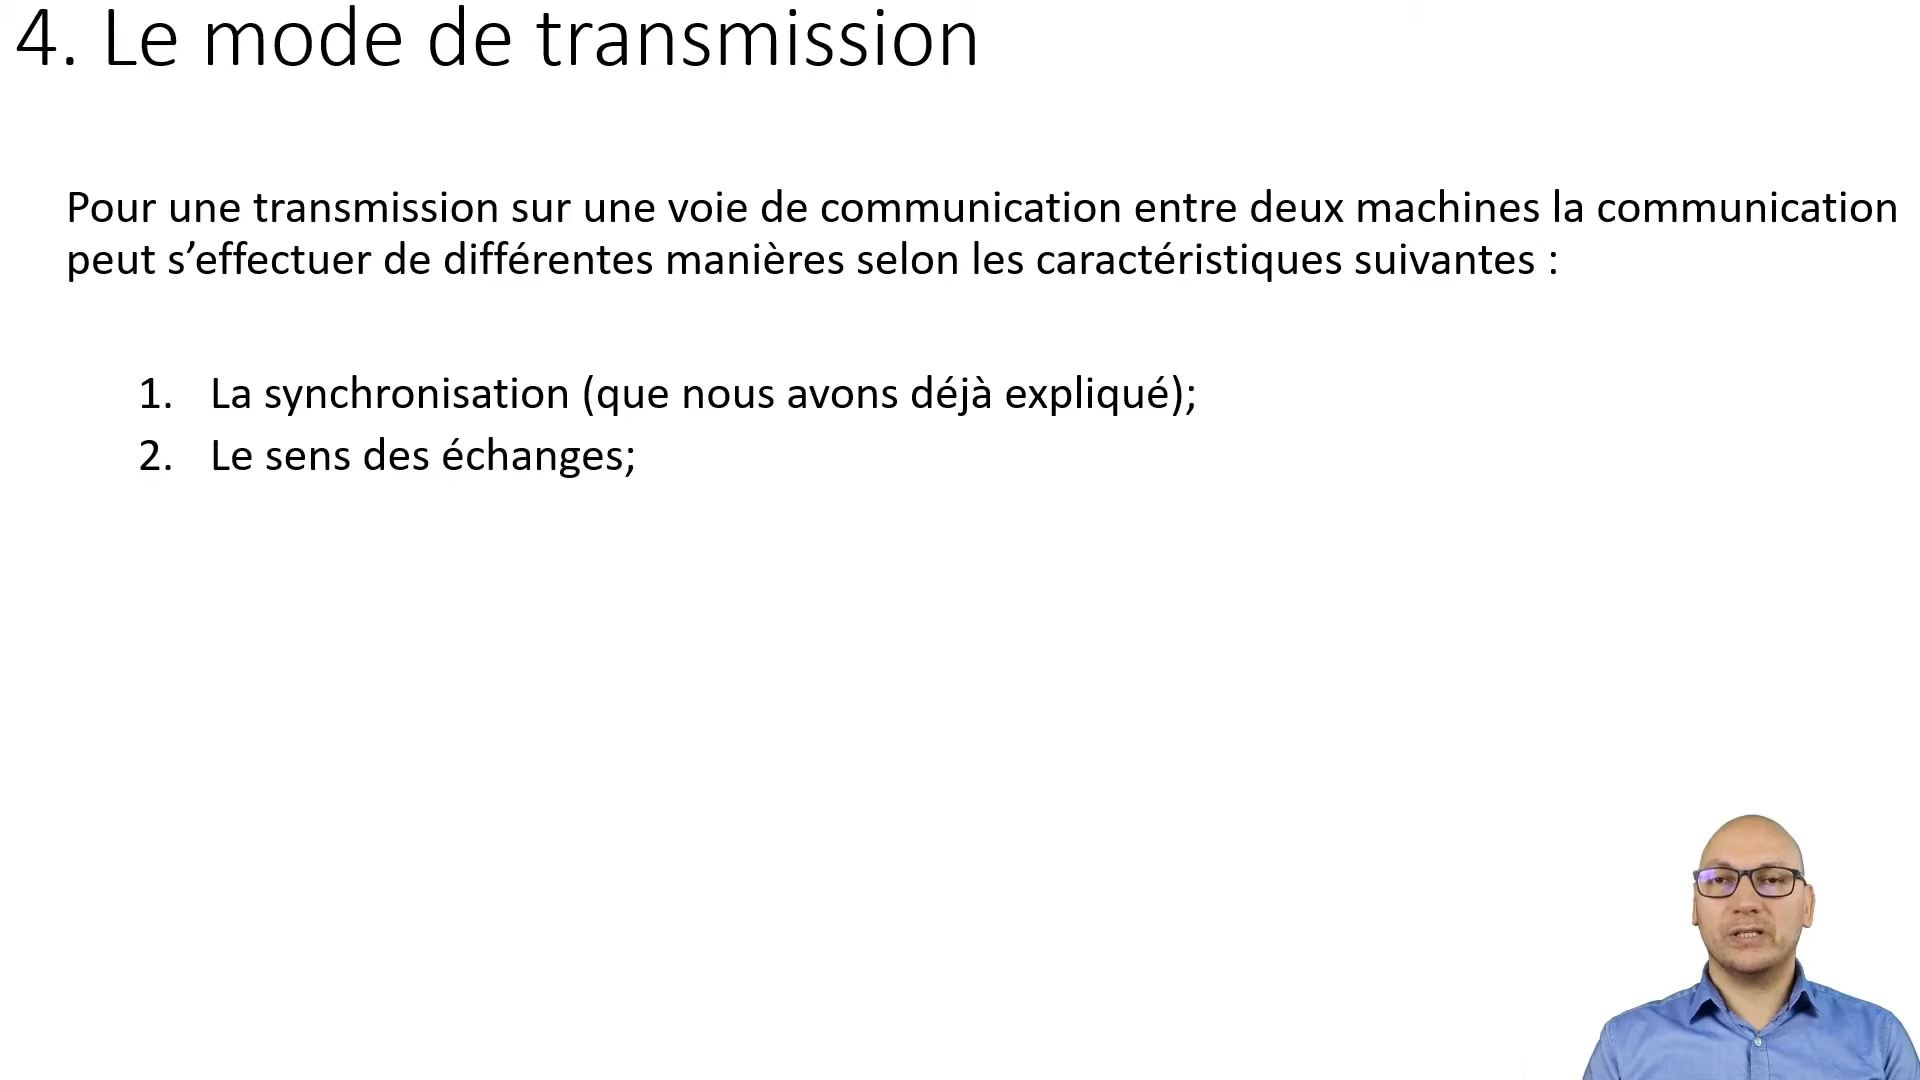 4. Le mode de transmission
Pour une transmission sur une voie de communication entre deux machines la communication
peut s’effectuer de différentes manières selon les caractéristiques suivantes :
1. La synchronisation (que nous avons déjà expliqué);
2. Le sens des échanges;